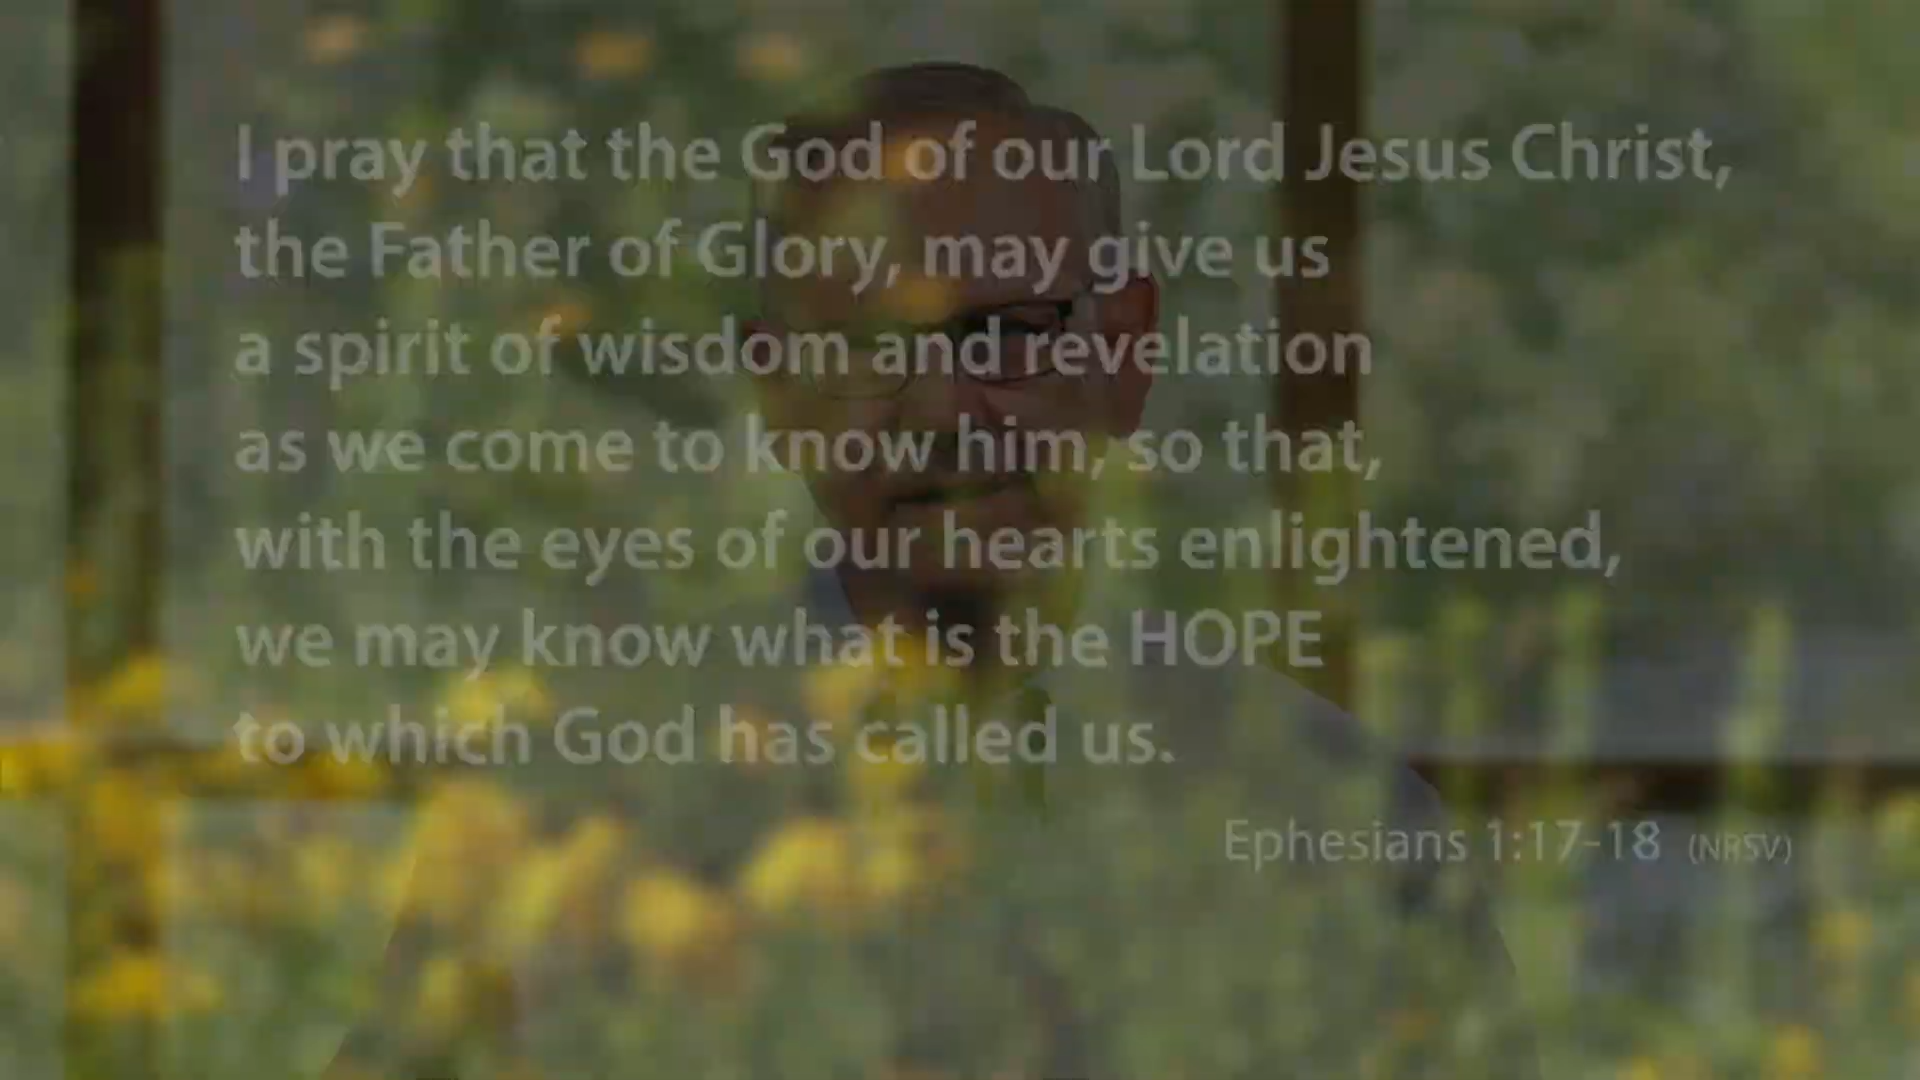 I pray that the God of our Lord Jesus Christ,
the Father of Glory, may give us
a spirit of wisdom and revelation
as we come to know him, so that,
with the eyes of our hearts enlightened,
we may know what is the HOPE
to which God has called us.
Ephesians 1:17-18 (NRSV)